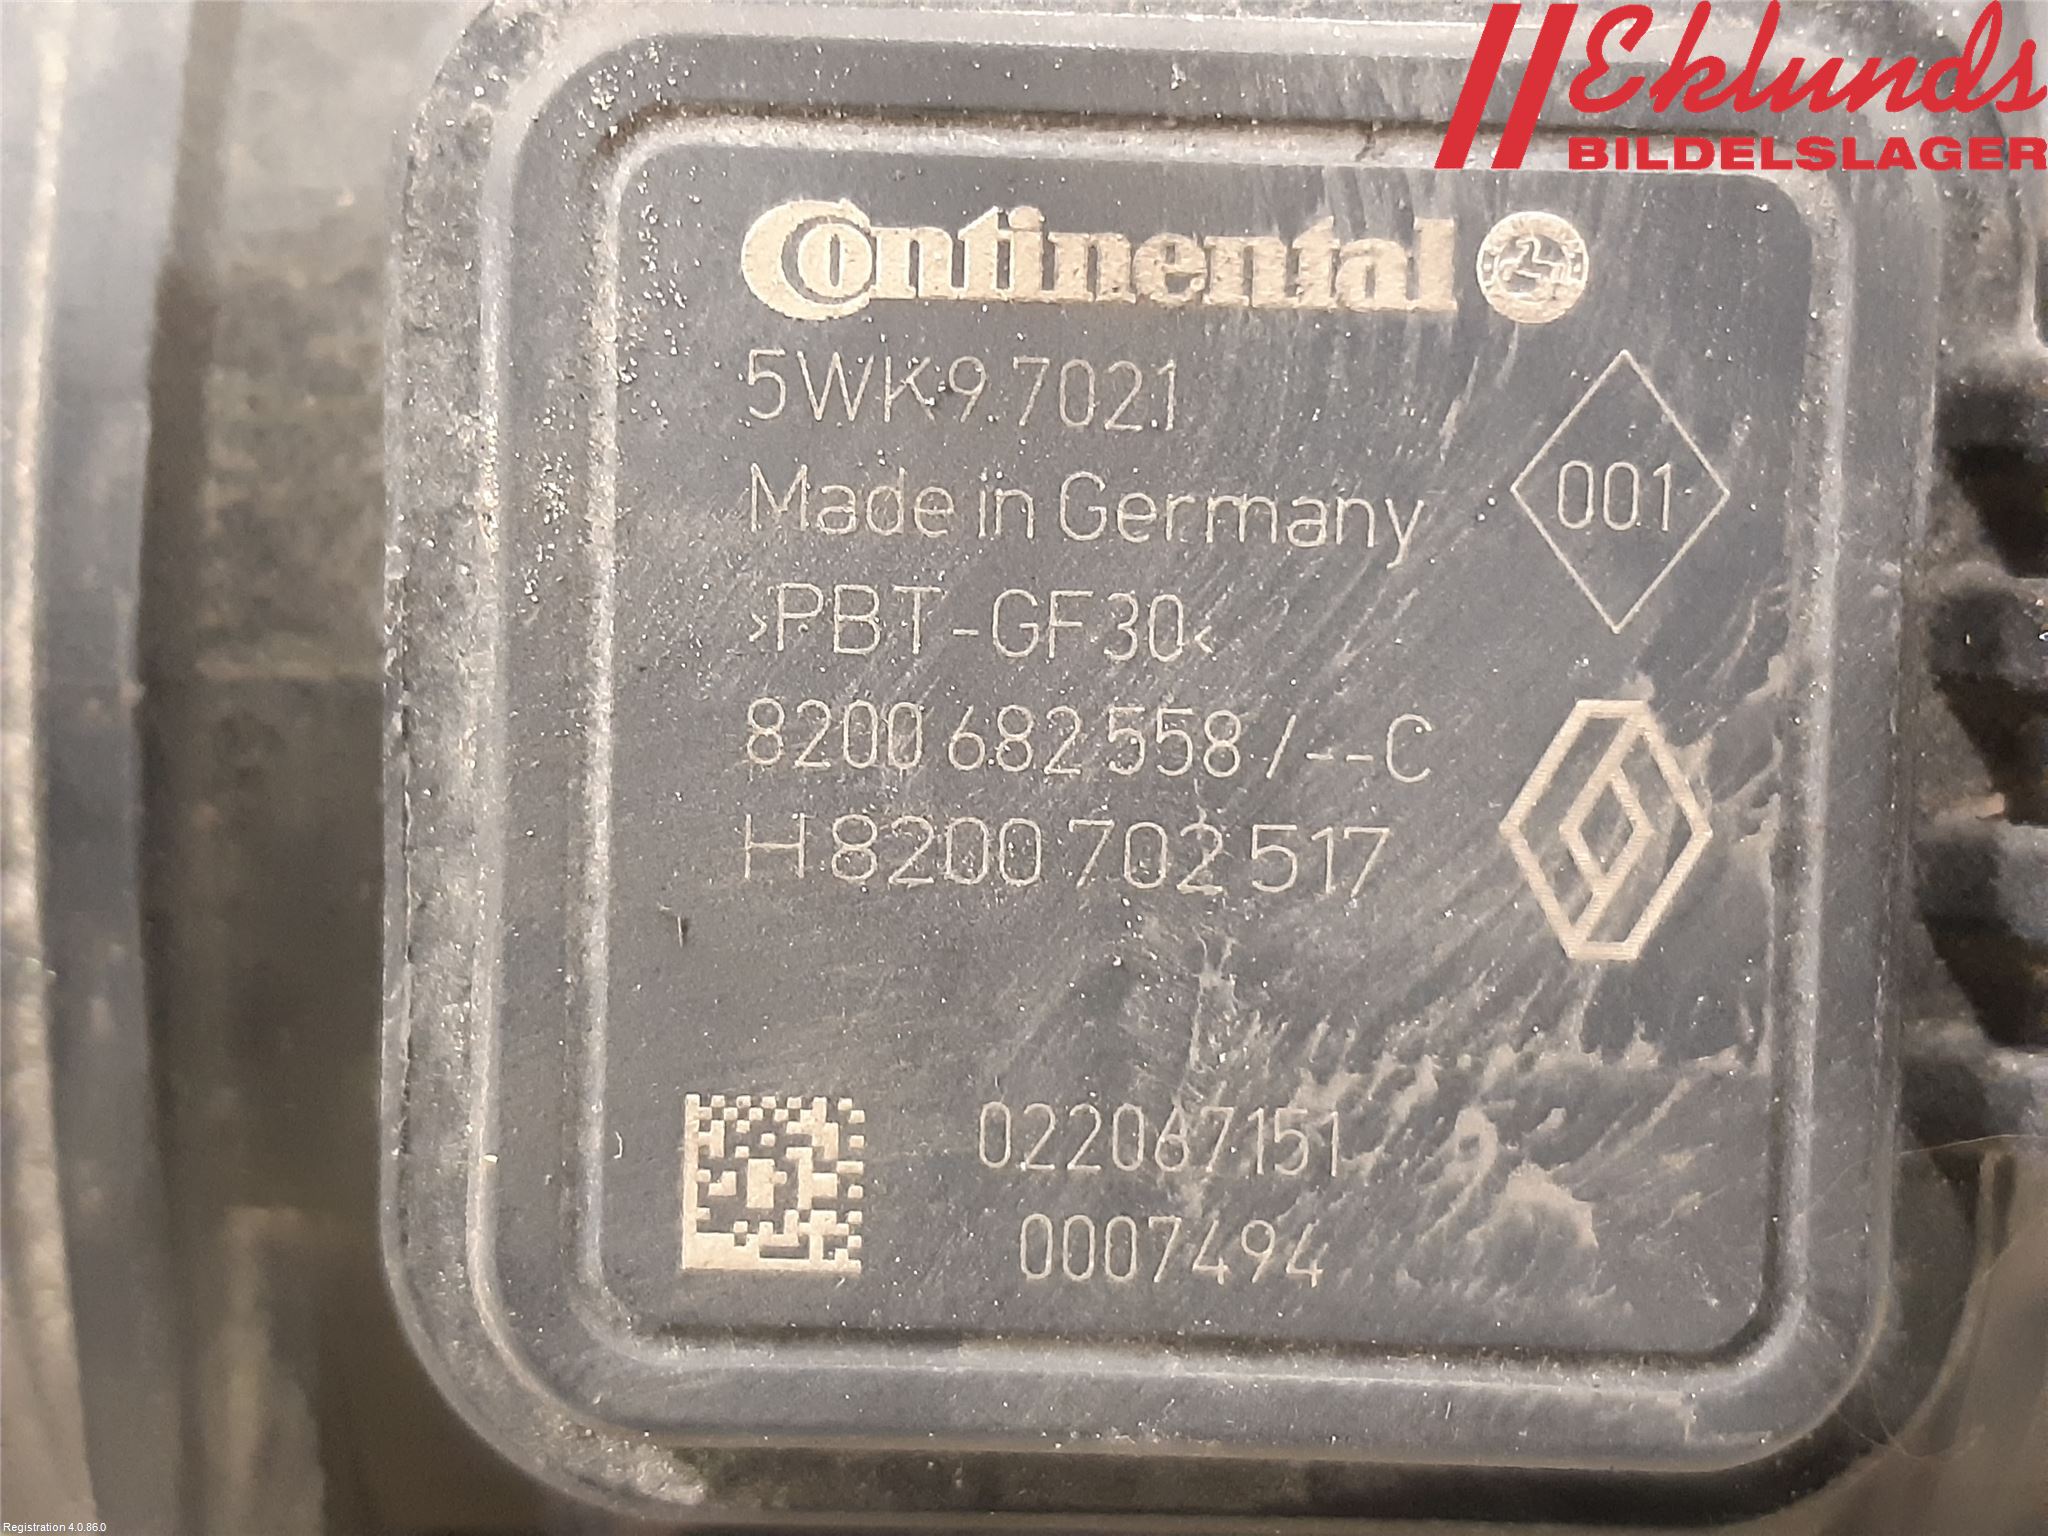 Eklunds
BILDELSLAGER
Continental
5WK9 7021
Made in Germany
001
>PBT-GF30<
8200 682 558 /--C
H8200 702 517
022067151
0007494
Registration 4.0.86.0